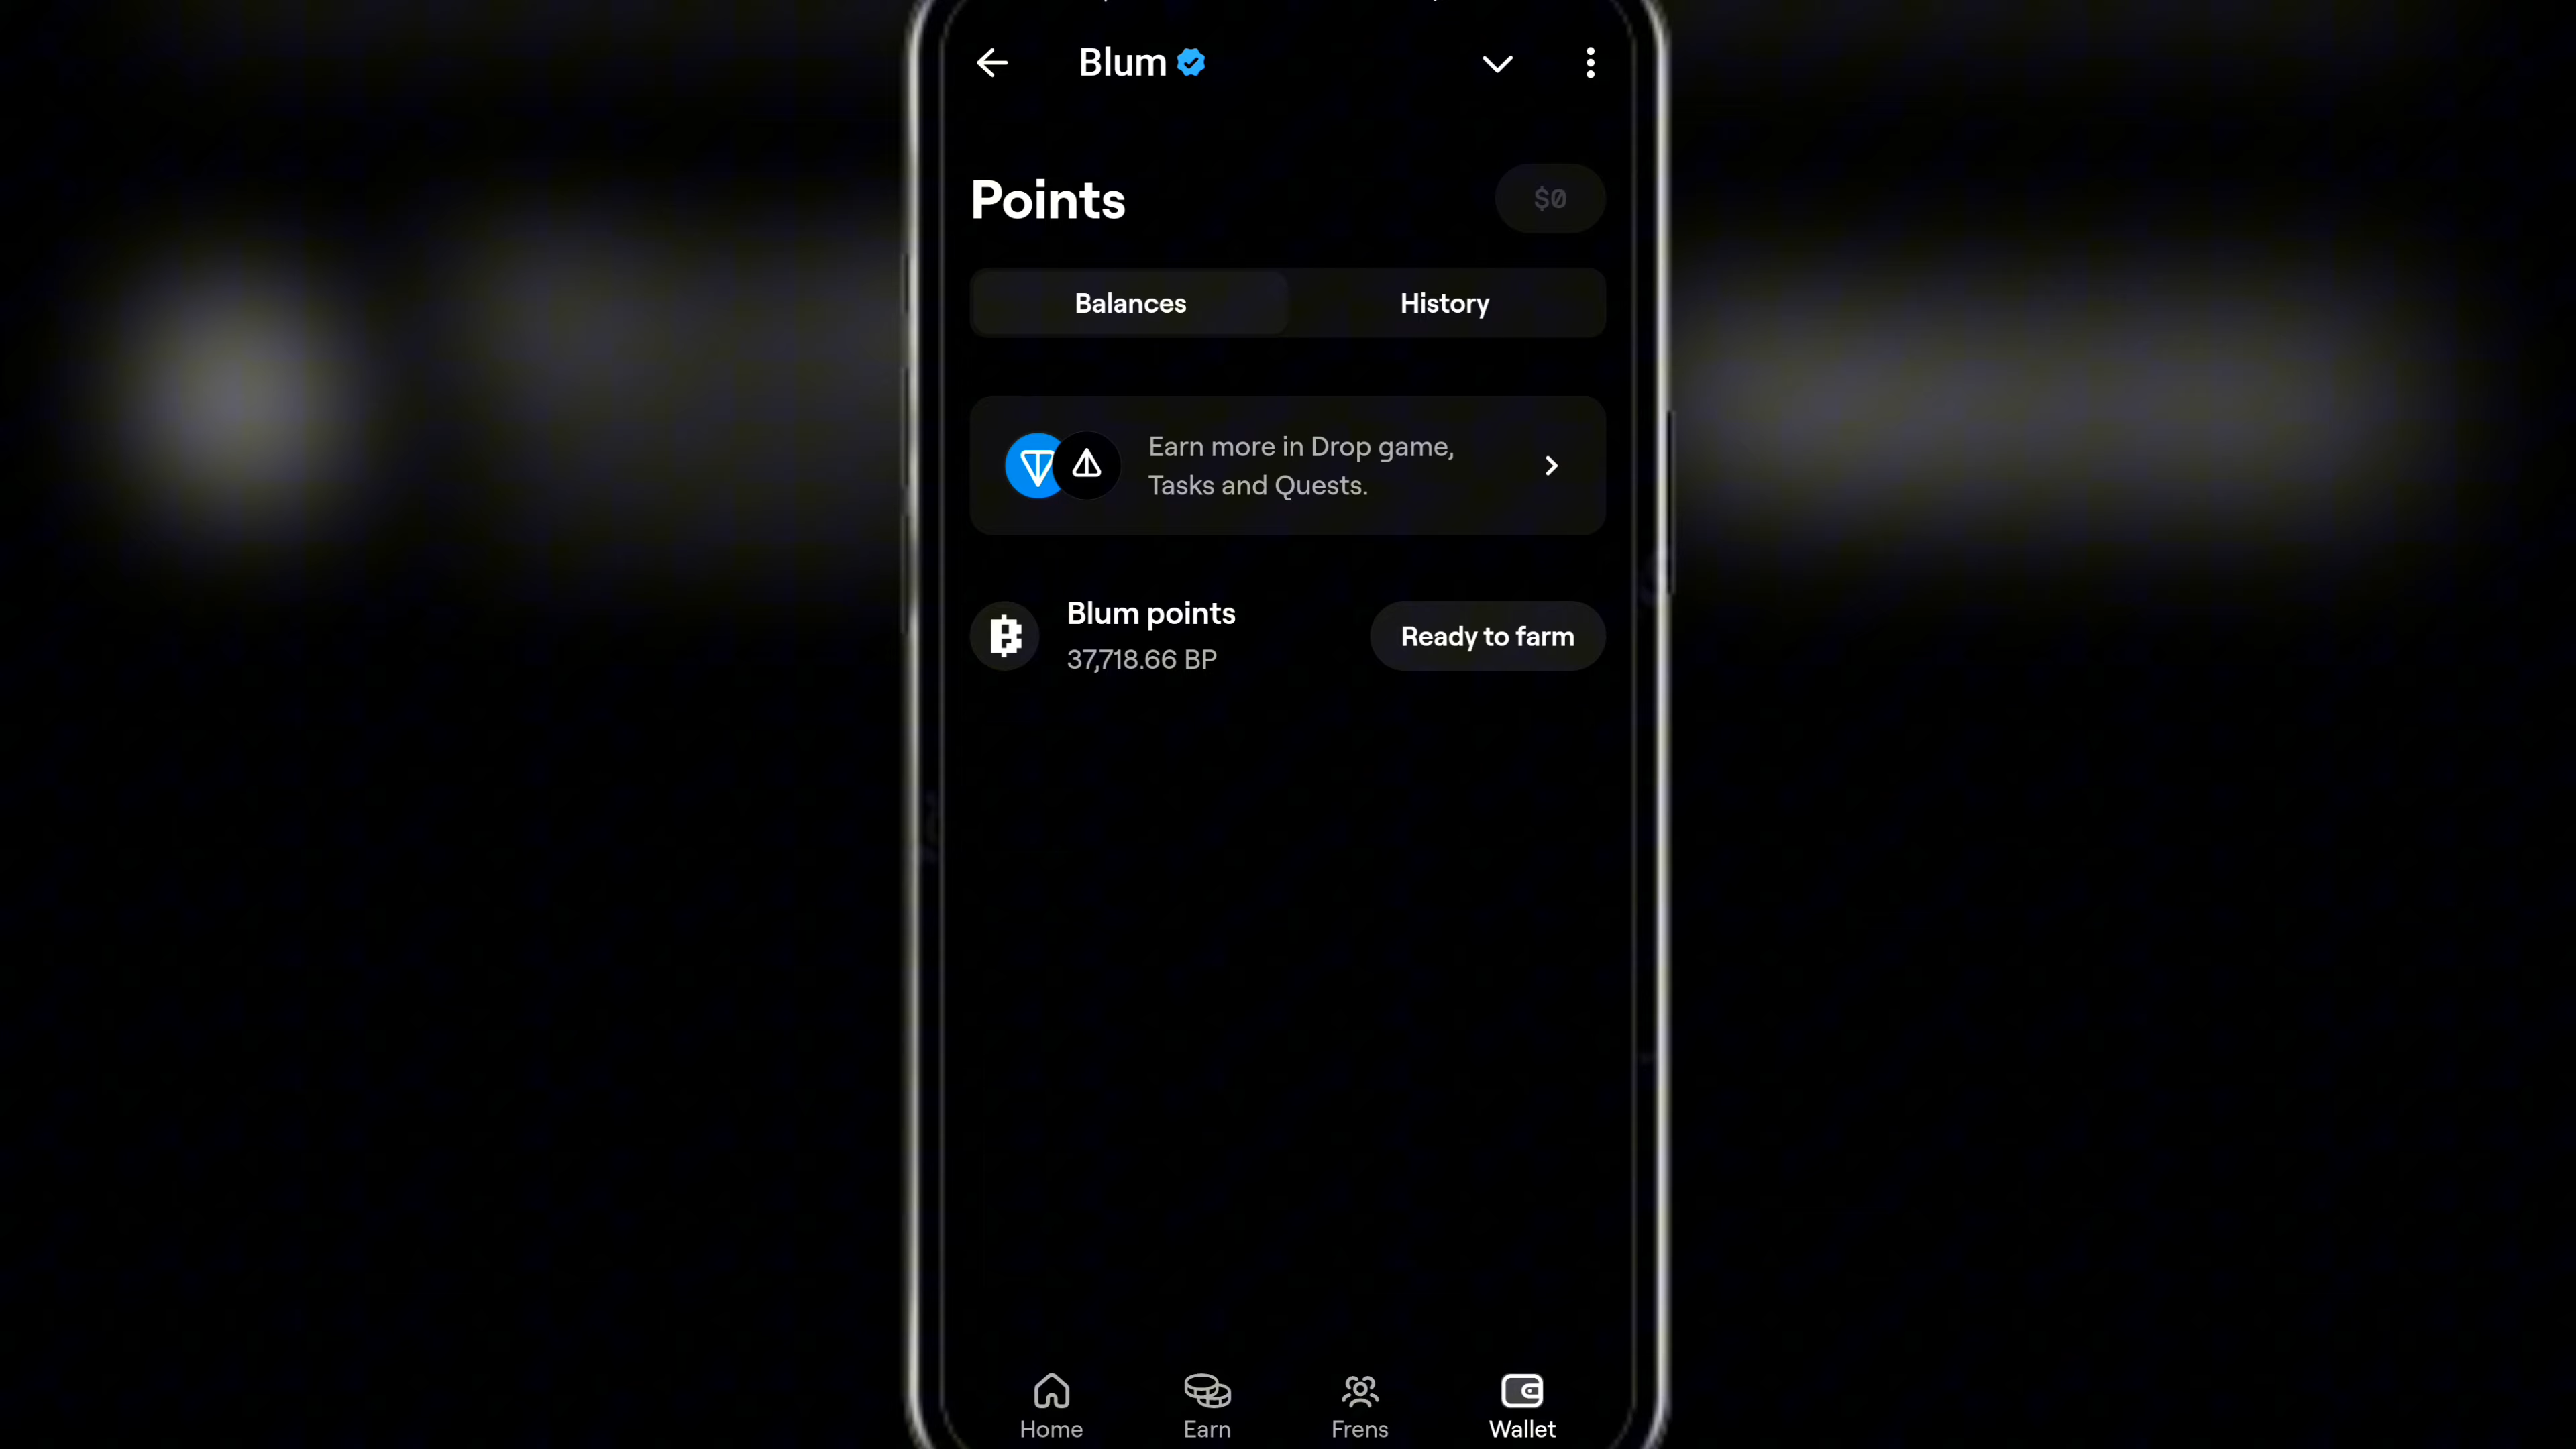 Blum
Points
$0
Balances
History
Earn more in Drop game,
Tasks and Quests.
Blum points
37,718.66 BP
Ready to farm
Home
Earn
Frens
Wallet